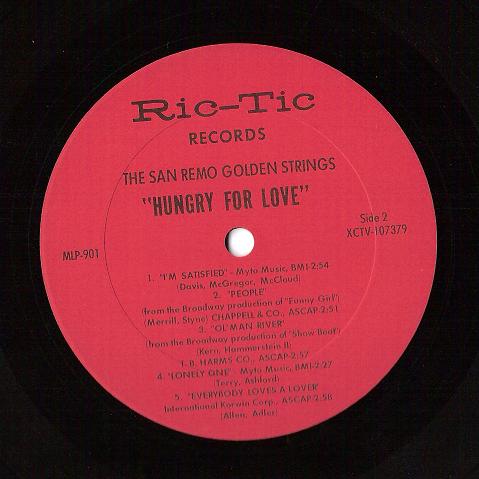 Ric-Tic
RECORDS
THE SAN REMO GOLDEN STRINGS
"HUNGRY FOR LOVE"
Side 2
XCTV-107379
MLP-901
1. "I'M SATISFIED" - Myto Music, BMI-2:54
(Davis, McGregor, McCloud)
2. "PEOPLE"
(from the Broadway production of "Funny Girl")
(Merrill, Styne) CHAPPELL & CO., ASCAP-2:51
3. "OL' MAN RIVER"
(from the Broadway production of "Show Boat")
(Kern, Hammerstein II)
T. B. HARMS CO., ASCAP-2:57
4. "LONELY ONE" - Myto Music, BMI-2:27
(Terry, Ashford)
5. "EVERYBODY LOVES A LOVER"
International Korwin Corp., ASCAP-2:58
(Allen, Adler)